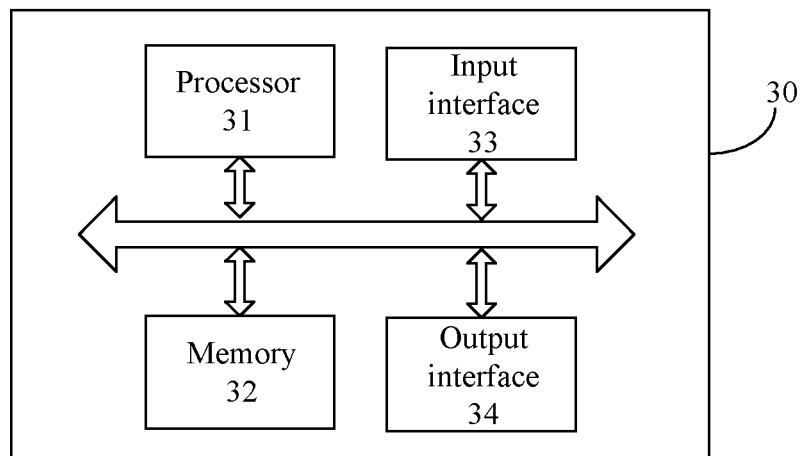 Processor
31
Input
interface
33
30
Memory
32
Output
interface
34